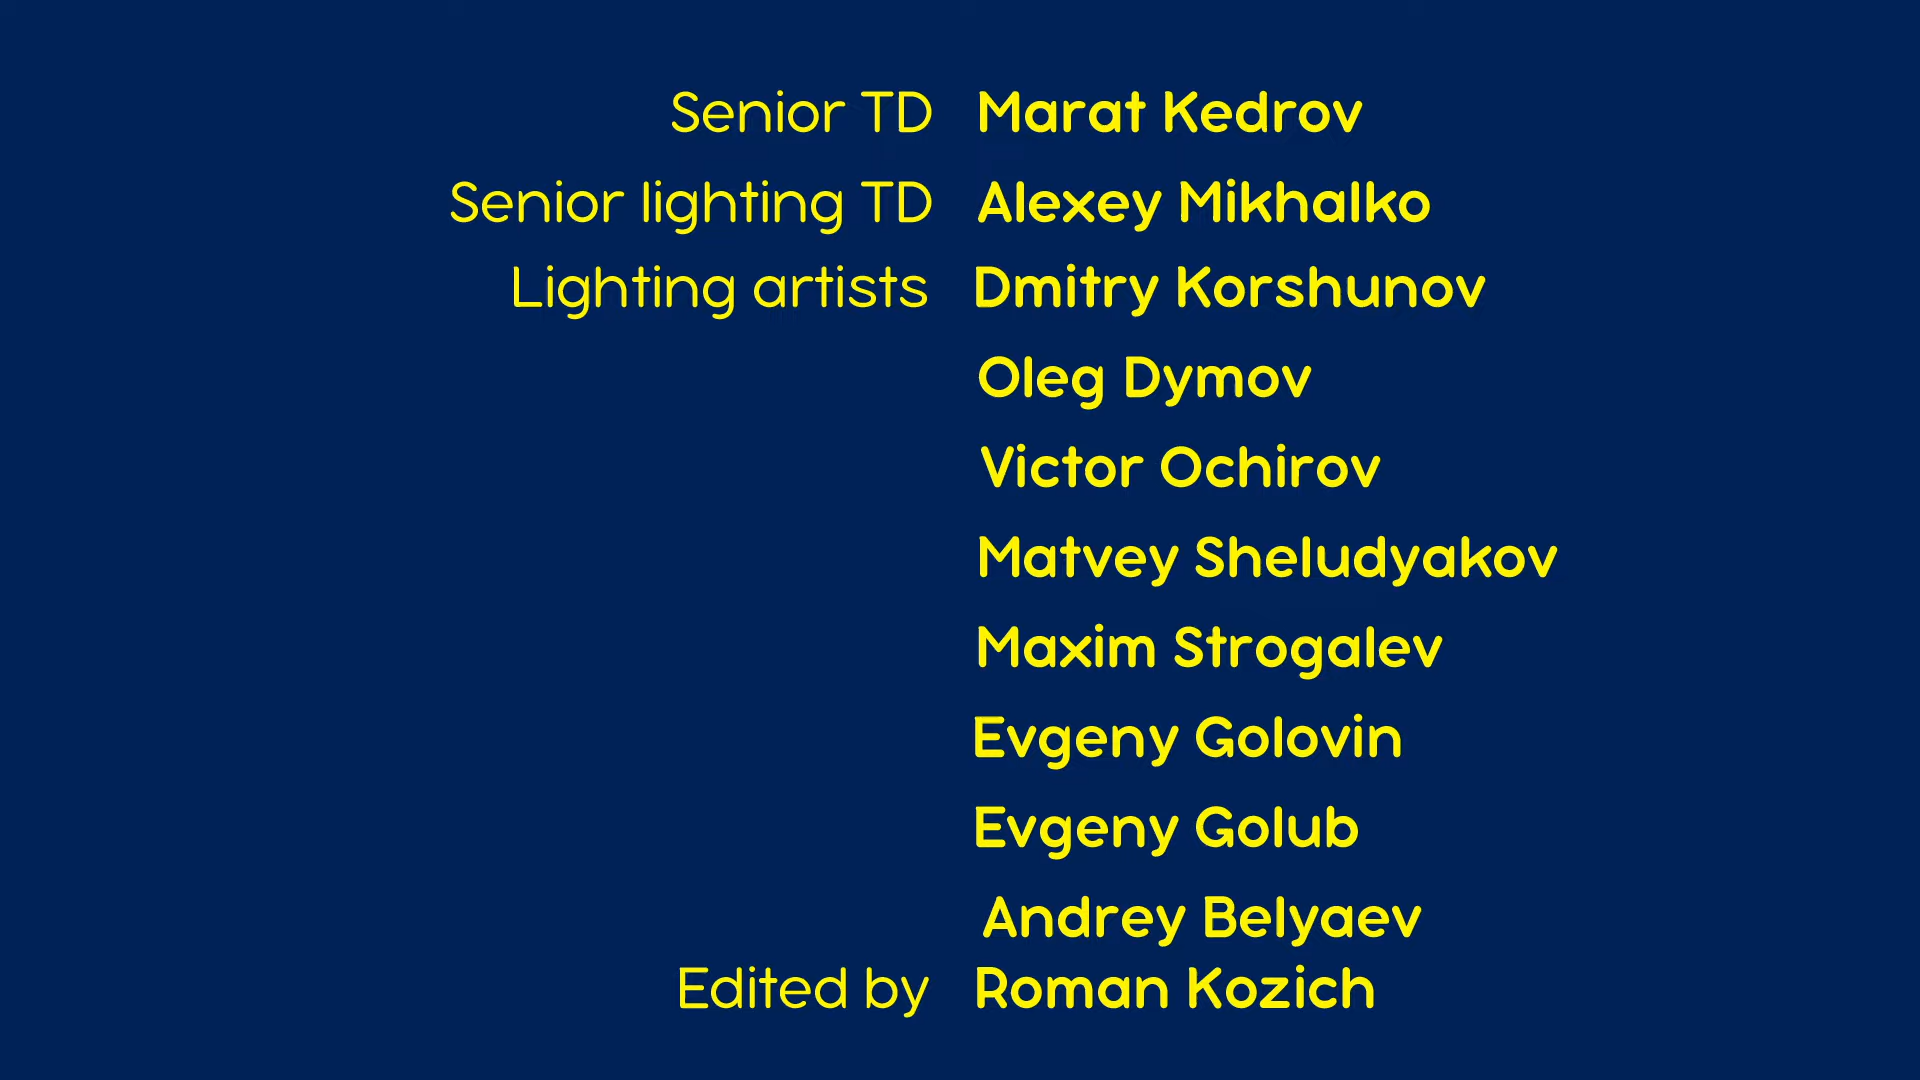 Senior TD Marat Kedrov
Senior lighting TD Alexey Mikhalko
Lighting artists Dmitry Korshunov
Oleg Dymov
Victor Ochirov
Matvey Sheludyakov
Maxim Strogalev
Evgeny Golovin
Evgeny Golub
Andrey Belyaev
Edited by Roman Kozich